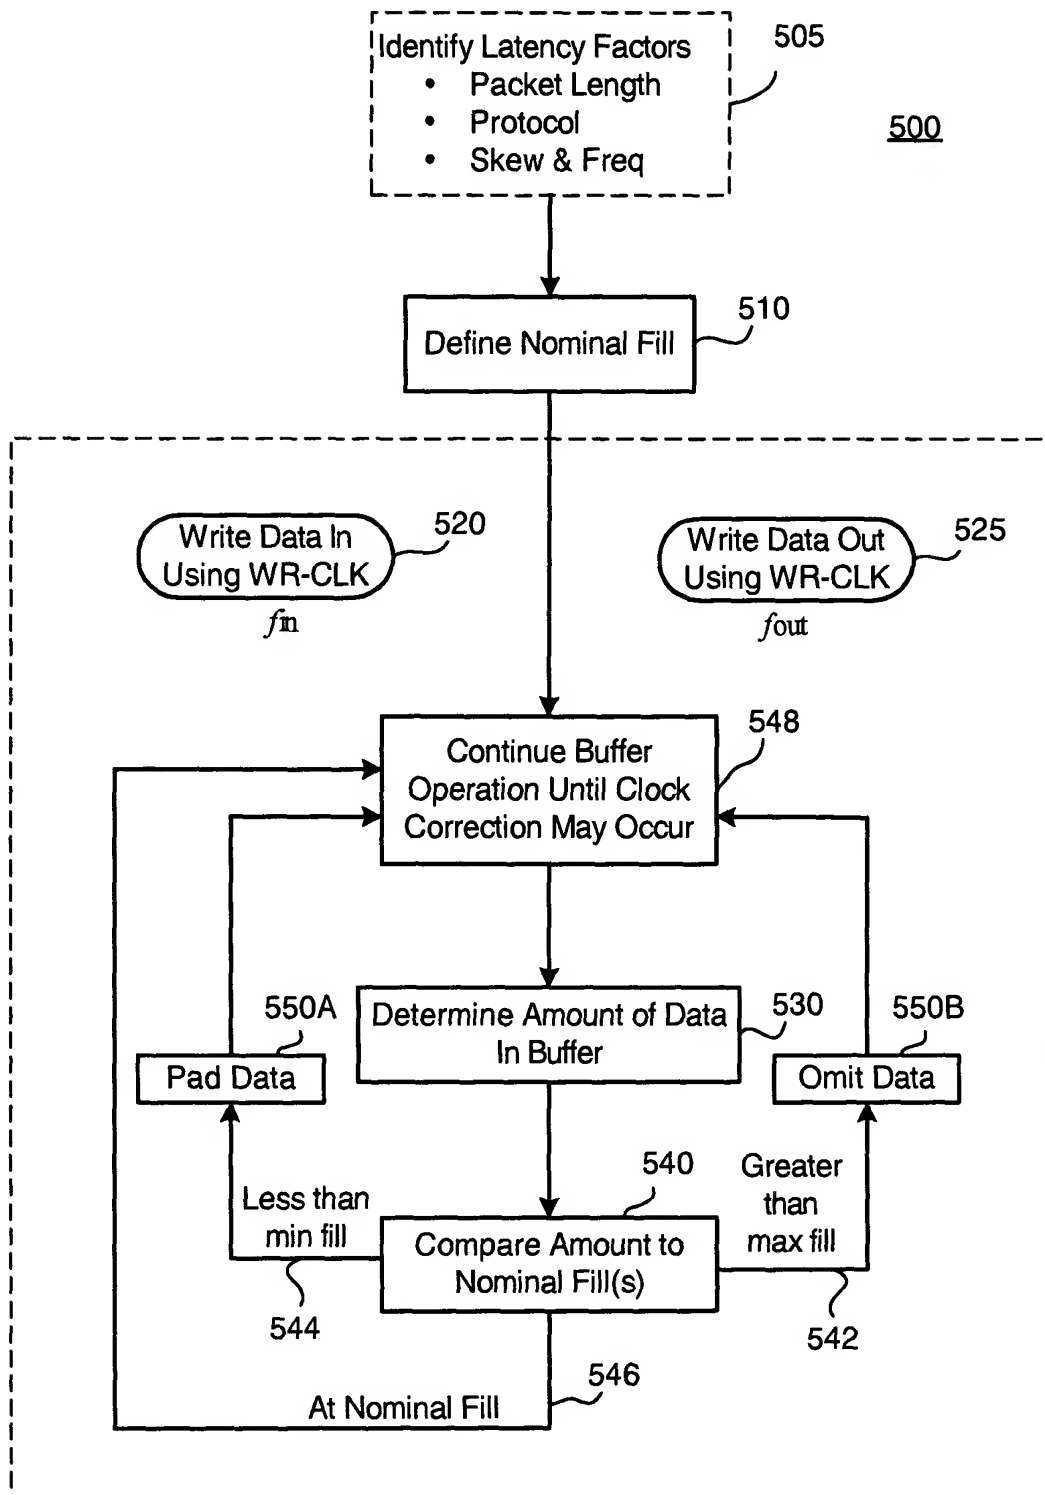 Identify Latency Factors
• Packet Length
• Protocol
• Skew & Freq
505
500
Define Nominal Fill
510
Write Data In
Using WR-CLK
520
fin
Write Data Out
Using WR-CLK
525
fout
Continue Buffer
Operation Until Clock
Correction May Occur
548
Determine Amount of Data
In Buffer
530
550A
Pad Data
550B
Omit Data
Less than
min fill
544
Compare Amount to
Nominal Fill(s)
540
Greater
than
max fill
542
546
At Nominal Fill